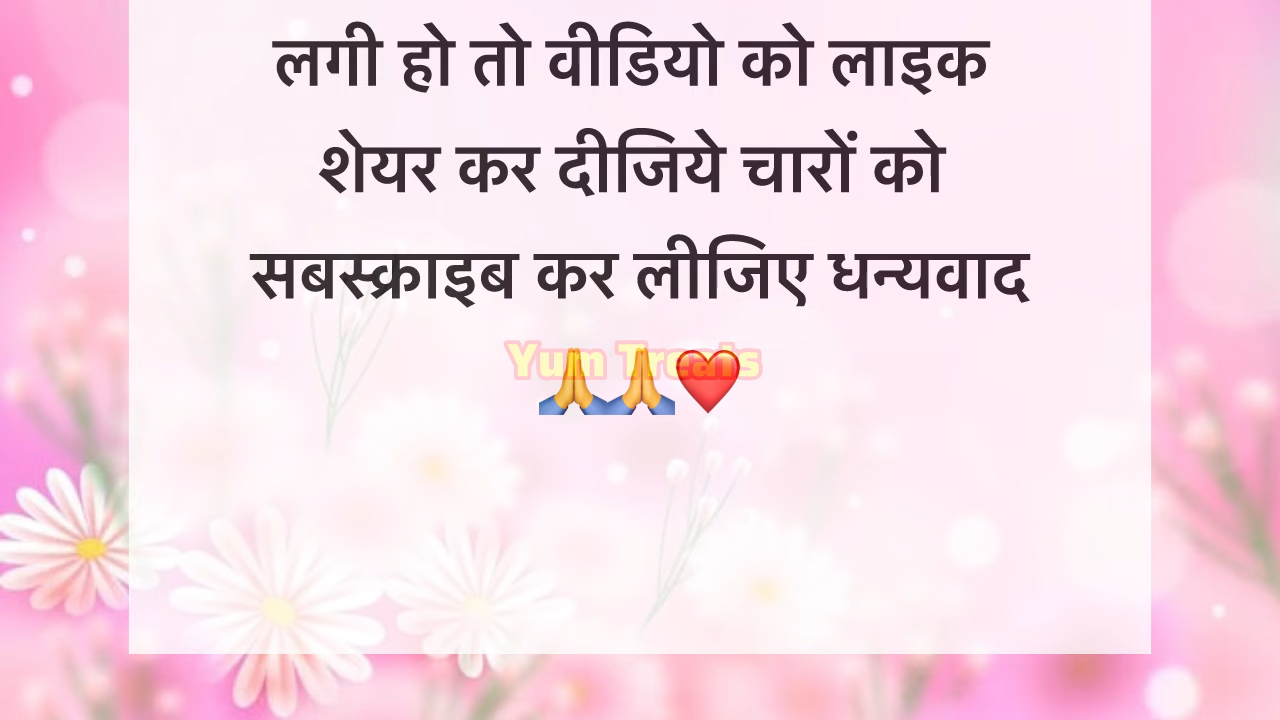 लगी हो तो वीडियो को लाइक
शेयर कर दीजिये चारों को
सबस्क्राइब कर लीजिए धन्यवाद
Yum Treats
🙏🙏❤️